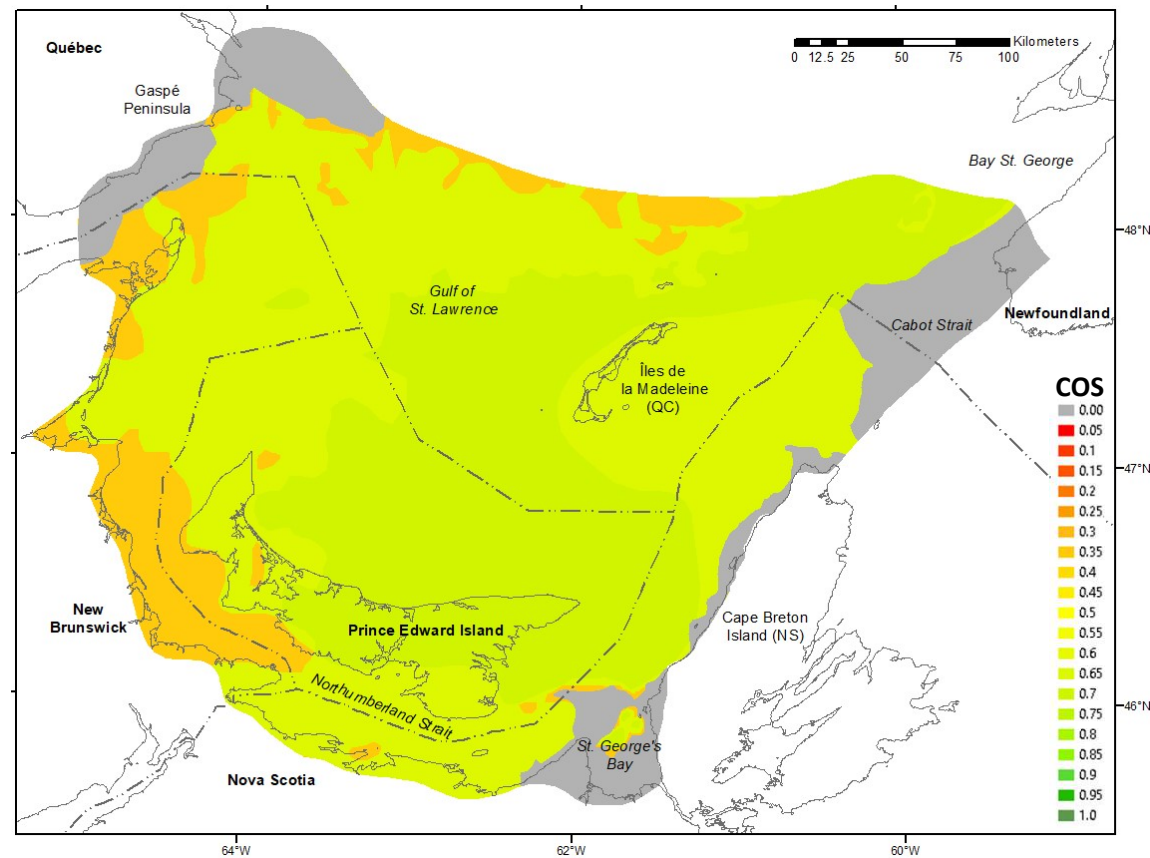 Québec
Gaspé
Peninsula
Kilometers
0 12.5 25 50 75 100
Bay St. George
48°N
Gulf of
St. Lawrence
Cabot Strait
Newfoundland
Îles de
la Madeleine
(QC)
COS
0.00
0.05
0.1
0.15
0.2
0.25
0.3
0.35
0.4
0.45
0.5
0.55
0.6
0.65
0.7
0.75
0.8
0.85
0.9
0.95
1.0
47°N
New
Brunswick
Prince Edward Island
Cape Breton
Island (NS)
Northumberland Strait
46°N
St. George's
Bay
Nova Scotia
64°W
62°W
60°W